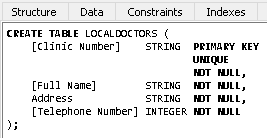 Structure Data Constraints Indexes
CREATE TABLE LOCALDOCTORS (
[Clinic Number] STRING PRIMARY KEY
UNIQUE
NOT NULL,
[Full Name] STRING NOT NULL,
Address STRING NOT NULL,
[Telephone Number] INTEGER NOT NULL
);